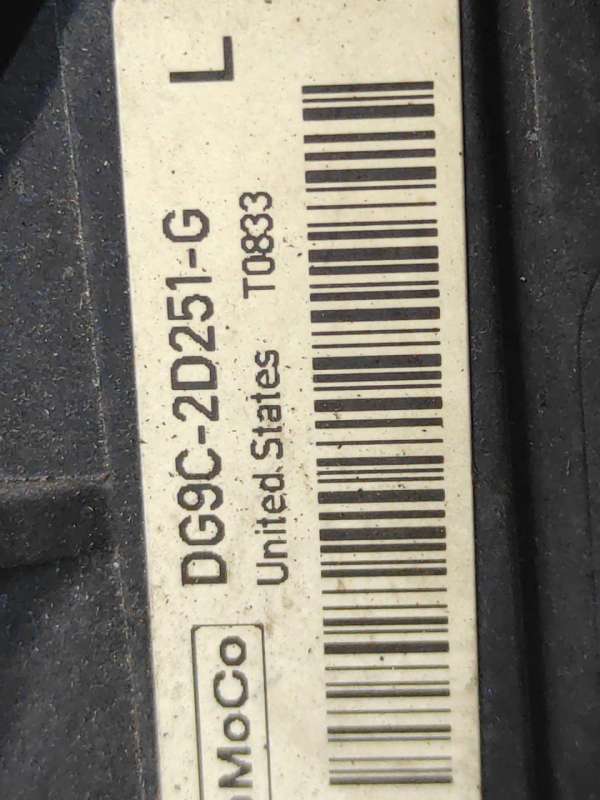 DG9C-2D251-G L
United States T0833
MoCo